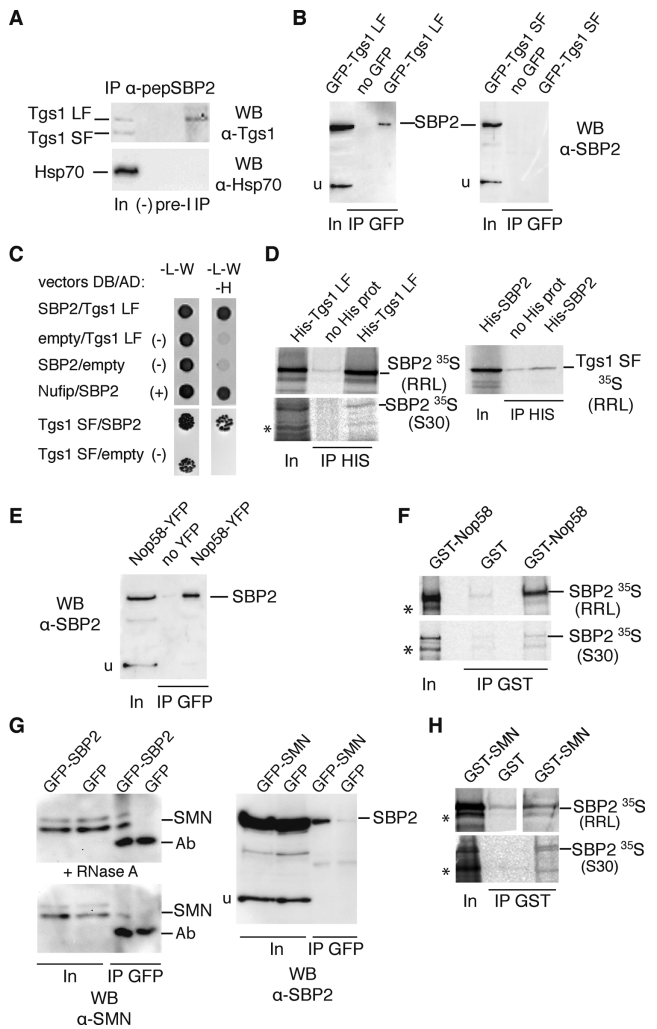 A
IP α-pepSBP2
Tgs1 LF
Tgs1 SF
WB
α-Tgs1
Hsp70
WB
α-Hsp70
In (-) pre-I IP
B
GFP-Tgs1 LF
no GFP
GFP-Tgs1 LF
GFP-Tgs1 SF
no GFP
GFP-Tgs1 SF
SBP2
WB
α-SBP2
u
u
In IP GFP
In IP GFP
C
-L-W
-L-W
-H
vectors DB/AD:
SBP2/Tgs1 LF
empty/Tgs1 LF (-)
SBP2/empty (-)
Nufip/SBP2 (+)
Tgs1 SF/SBP2
Tgs1 SF/empty (-)
D
His-Tgs1 LF
no His prot
His-Tgs1 LF
SBP2 35S
(RRL)
SBP2 35S
(S30)
*
In IP HIS
His-SBP2
no His prot
His-SBP2
Tgs1 SF
35S
(RRL)
In IP HIS
E
Nop58-YFP
no YFP
Nop58-YFP
WB
α-SBP2
SBP2
u
In IP GFP
F
GST-Nop58
GST
GST-Nop58
SBP2 35S
(RRL)
*
SBP2 35S
(S30)
*
In IP GST
G
GFP-SBP2
GFP
GFP-SBP2
GFP
SMN
Ab
+ RNase A
SMN
Ab
In IP GFP
WB
α-SMN
GFP-SMN
GFP
GFP-SMN
GFP
SBP2
u
In IP GFP
WB
α-SBP2
H
GST-SMN
GST
GST-SMN
SBP2 35S
(RRL)
*
SBP2 35S
(S30)
*
In IP GST